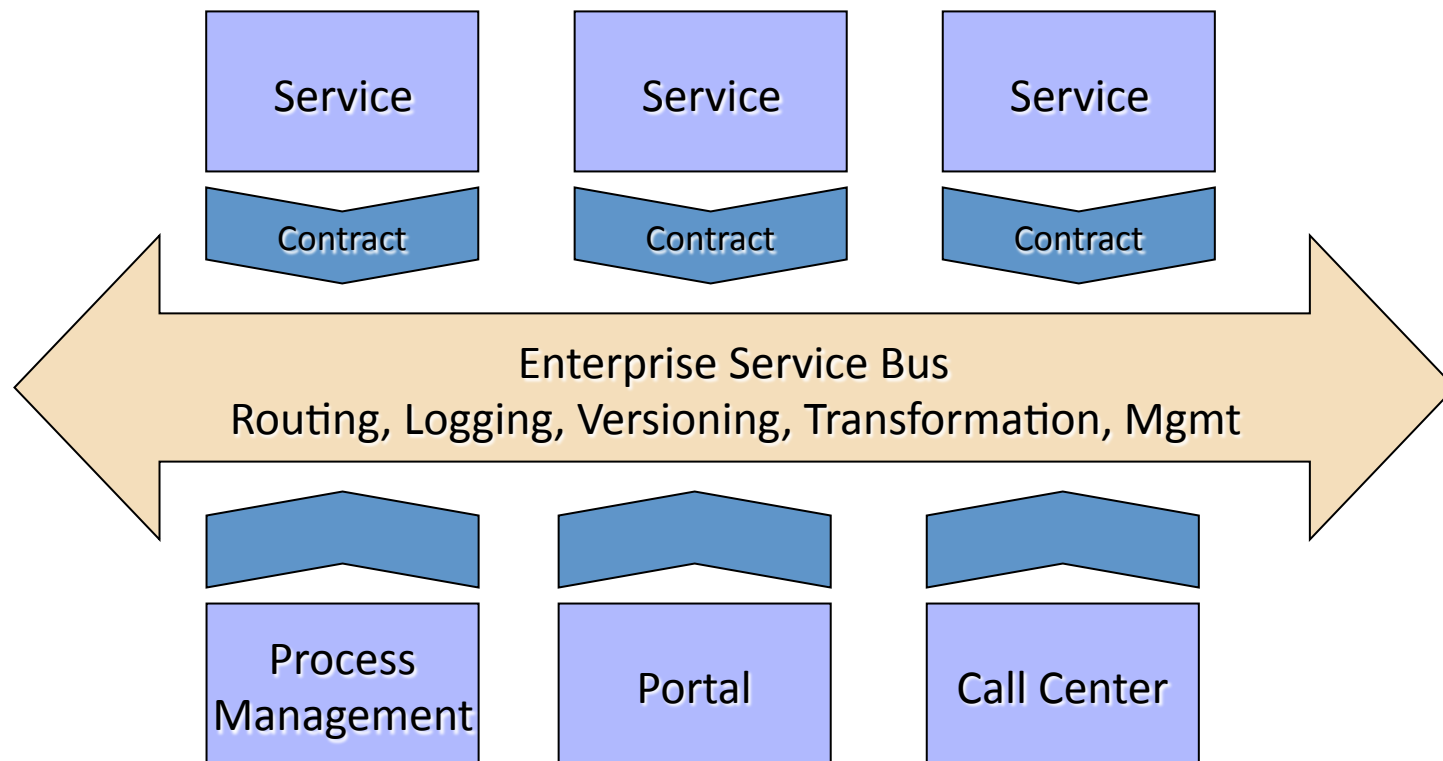 Service
Service
Service
Contract
Contract
Contract
Enterprise Service Bus
Routing, Logging, Versioning, Transformation, Mgmt
Process
Management
Portal
Call Center